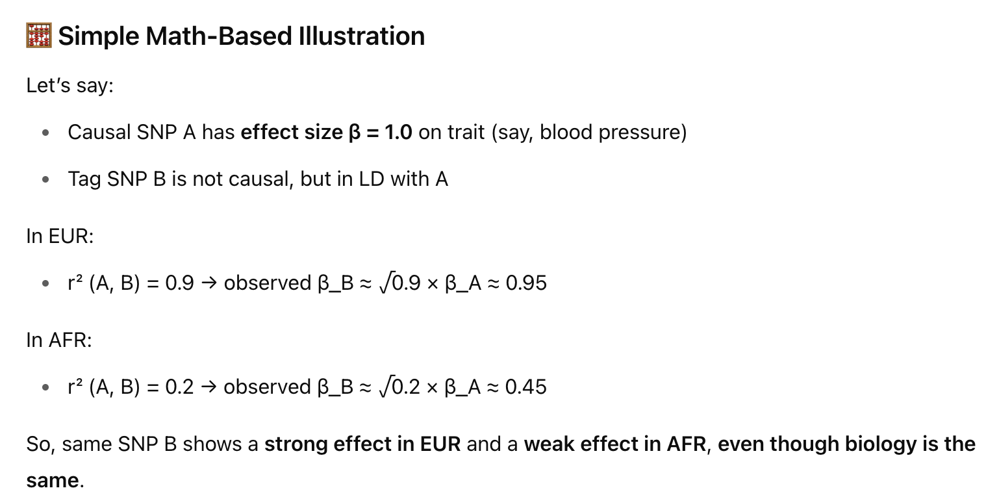 🧮 Simple Math-Based Illustration
Let’s say:
• Causal SNP A has effect size β = 1.0 on trait (say, blood pressure)
• Tag SNP B is not causal, but in LD with A
In EUR:
• r² (A, B) = 0.9 → observed β_B ≈ √0.9 × β_A ≈ 0.95
In AFR:
• r² (A, B) = 0.2 → observed β_B ≈ √0.2 × β_A ≈ 0.45
So, same SNP B shows a strong effect in EUR and a weak effect in AFR, even though biology is the
same.